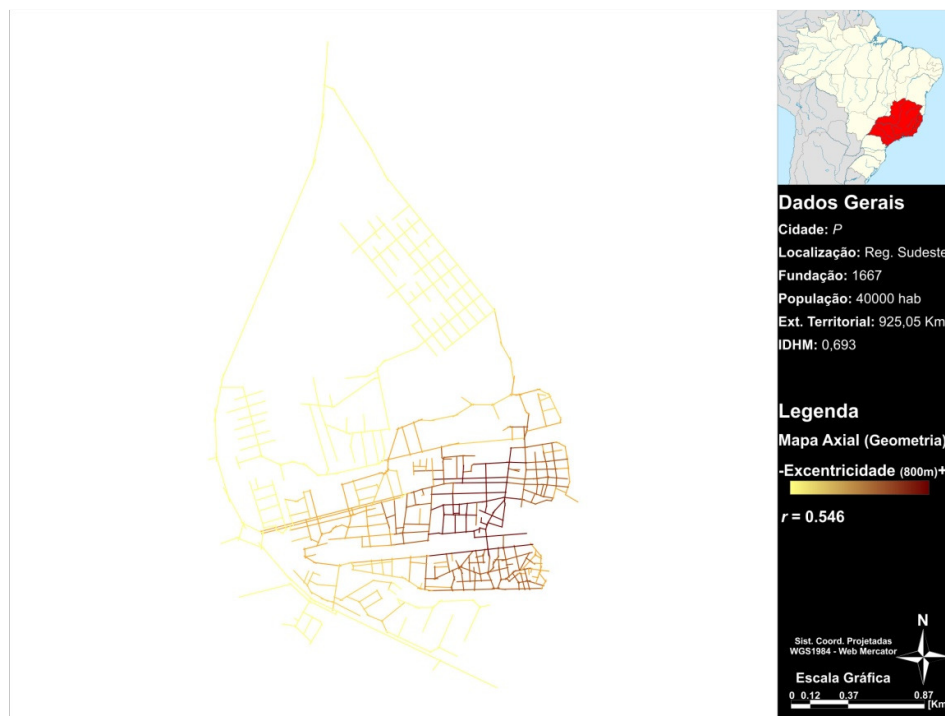 Dados Gerais
Cidade: P
Localização: Reg. Sudeste
Fundação: 1667
População: 40000 hab
Ext. Territorial: 925,05 Km
IDHM: 0,693
Legenda
Mapa Axial (Geometria)
-Excentricidade (800m)+
r = 0.546
N
Sist. Coord. Projetadas
WGS1984 - Web Mercator
Escala Gráfica
0 0.12 0.37 0.87
[Km